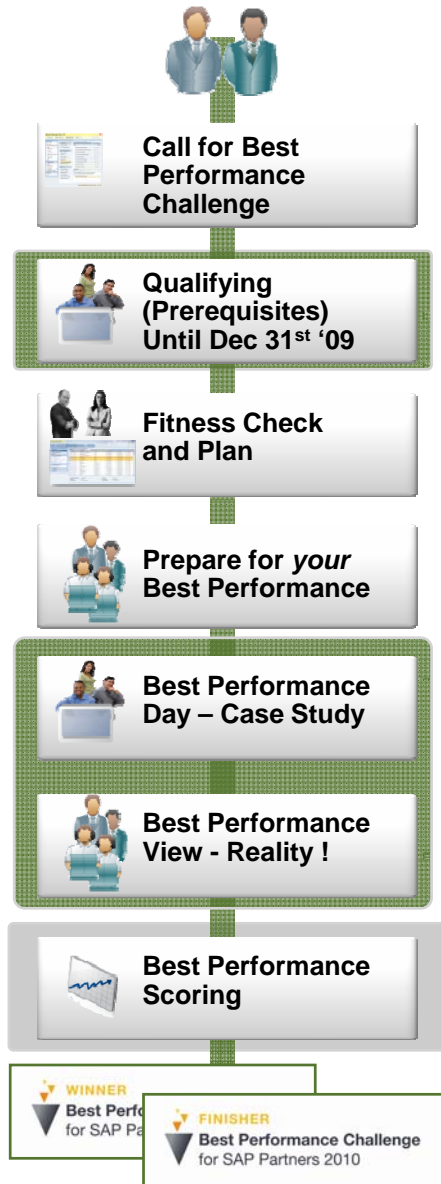 Call for Best
Performance
Challenge
Qualifying
(Prerequisites)
Until Dec 31st ‘09
Fitness Check
and Plan
Prepare for your
Best Performance
Best Performance
Day – Case Study
Best Performance
View - Reality !
Best Performance
Scoring
WINNER
Best Perfo
for SAP Pa
FINISHER
Best Performance Challenge
for SAP Partners 2010